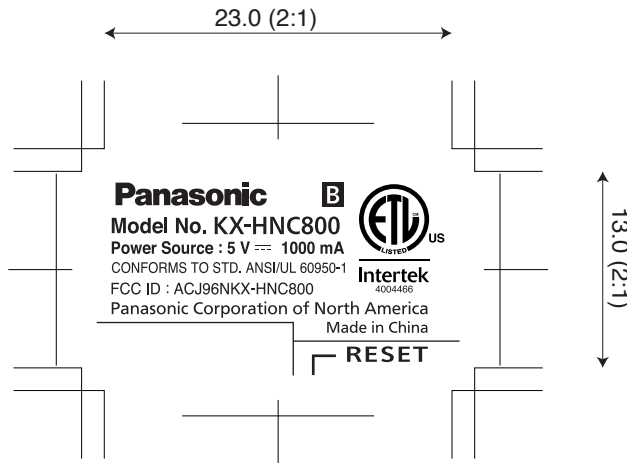 23.0 (2:1)
Panasonic B
Model No. KX-HNC800
Power Source : 5 V ⎓ 1000 mA
CONFORMS TO STD. ANSI/UL 60950-1
FCC ID : ACJ96NKX-HNC800
Panasonic Corporation of North America
Made in China
RESET
ETL
CM
LISTED
US
Intertek
4004466
13.0 (2:1)